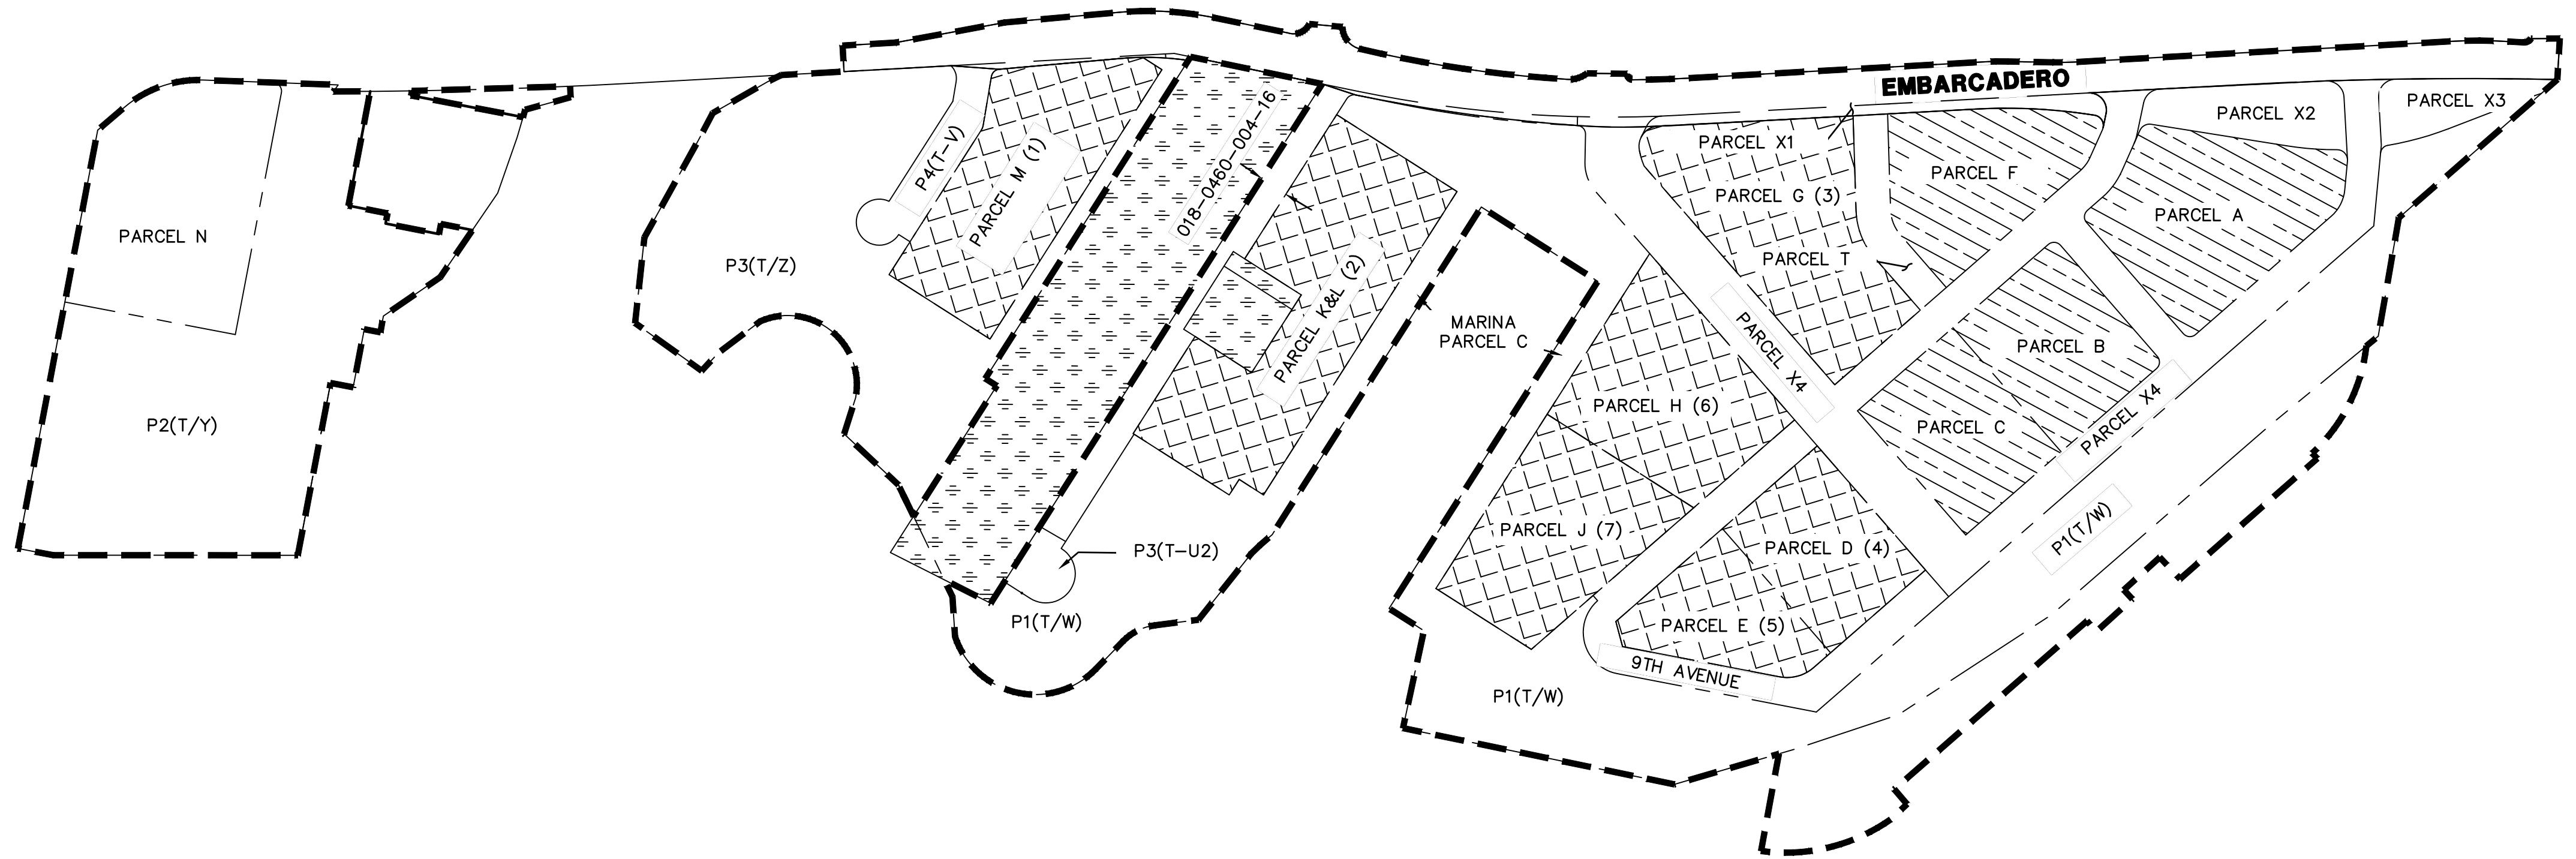 EMBARCADERO
PARCEL X3
PARCEL X2
PARCEL X1
018-0460-004-16
P4(T-V)
PARCEL M (1)
PARCEL F
PARCEL G (3)
PARCEL A
PARCEL N
P3(T/Z)
PARCEL T
PARCEL K&L (2)
MARINA
PARCEL C
PARCEL X4
PARCEL B
PARCEL H (6)
PARCEL X4
P2(T/Y)
PARCEL C
PARCEL J (7)
P1(T/W)
P3(T-U2)
PARCEL D (4)
P1(T/W)
PARCEL E (5)
9TH AVENUE
P1(T/W)